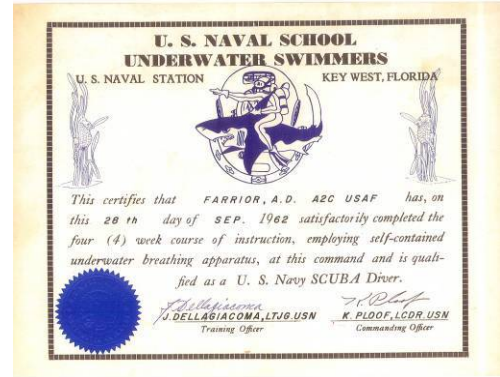 U. S. NAVAL SCHOOL
UNDERWATER SWIMMERS
U. S. NAVAL STATION KEY WEST, FLORIDA
This certifies that FARRIOR, A.D. A2C USAF has, on
this 28 th day of SEP. 1962 satisfactorily completed the
four (4) week course of instruction, employing self-contained
underwater breathing apparatus, at this command and is quali-
fied as a U. S. Navy SCUBA Diver.
J. Dellagiacoma K. Ploof
J. DELLAGIACOMA, LTJG. USN K. PLOOF, LCDR. USN
Training Officer Commanding Officer